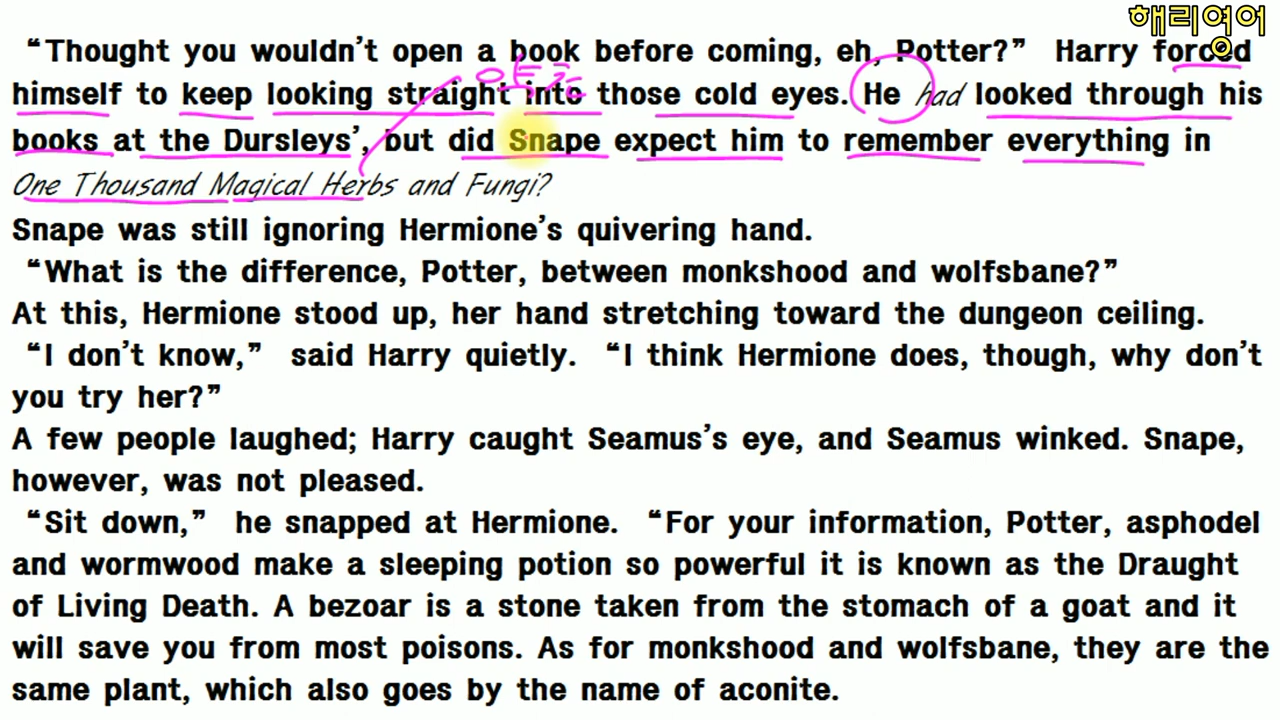 해리영어
“Thought you wouldn’t open a book before coming, eh, Potter?” Harry forced
himself to keep looking straight into those cold eyes. He had looked through his
books at the Dursleys’, but did Snape expect him to remember everything in
One Thousand Magical Herbs and Fungi?
Snape was still ignoring Hermione’s quivering hand.
“What is the difference, Potter, between monkshood and wolfsbane?”
At this, Hermione stood up, her hand stretching toward the dungeon ceiling.
“I don’t know,” said Harry quietly. “I think Hermione does, though, why don’t
you try her?”
A few people laughed; Harry caught Seamus’s eye, and Seamus winked. Snape,
however, was not pleased.
“Sit down,” he snapped at Hermione. “For your information, Potter, asphodel
and wormwood make a sleeping potion so powerful it is known as the Draught
of Living Death. A bezoar is a stone taken from the stomach of a goat and it
will save you from most poisons. As for monkshood and wolfsbane, they are the
same plant, which also goes by the name of aconite.